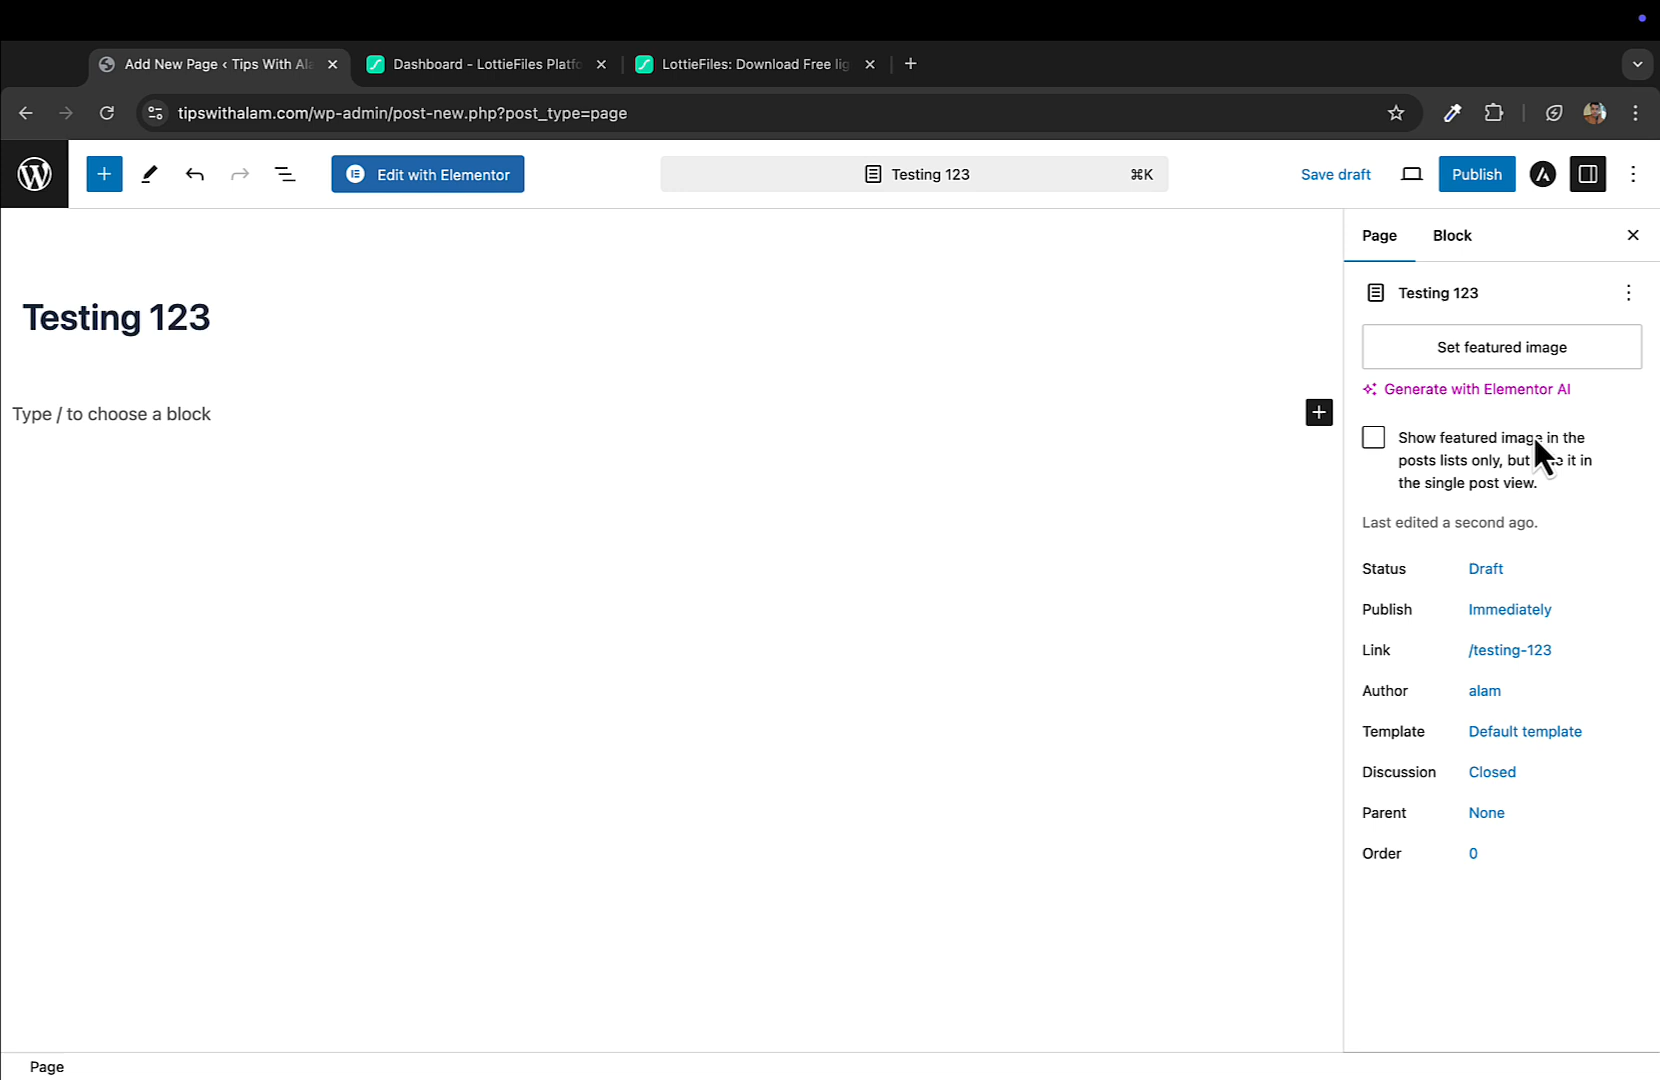 Add New Page ‹ Tips With Ala
Dashboard - LottieFiles Platfo
LottieFiles: Download Free lig
tipswithalam.com/wp-admin/post-new.php?post_type=page
Edit with Elementor
Testing 123
⌘K
Save draft
Publish
Page
Block
Testing 123
Testing 123
Set featured image
Generate with Elementor AI
Type / to choose a block
Show featured image in the
posts lists only, but it in
the single post view.
Last edited a second ago.
Status Draft
Publish Immediately
Link /testing-123
Author alam
Template Default template
Discussion Closed
Parent None
Order 0
Page